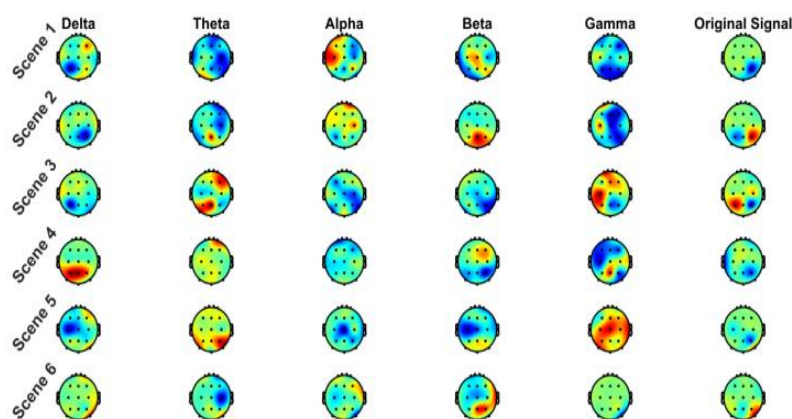 Delta Theta Alpha Beta Gamma Original Signal
Scene 1
Scene 2
Scene 3
Scene 4
Scene 5
Scene 6